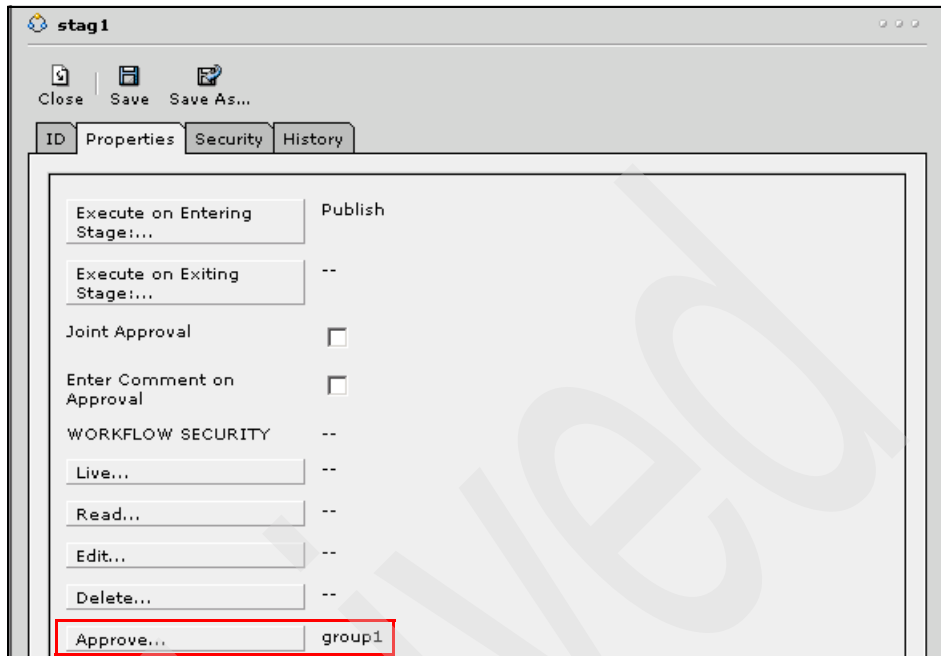 stag1
Close Save Save As...
ID Properties Security History
Execute on Entering Publish
Stage:...
Execute on Exiting --
Stage:...
Joint Approval
Enter Comment on
Approval
WORKFLOW SECURITY --
Live... --
Read... --
Edit... --
Delete... --
Approve... group1